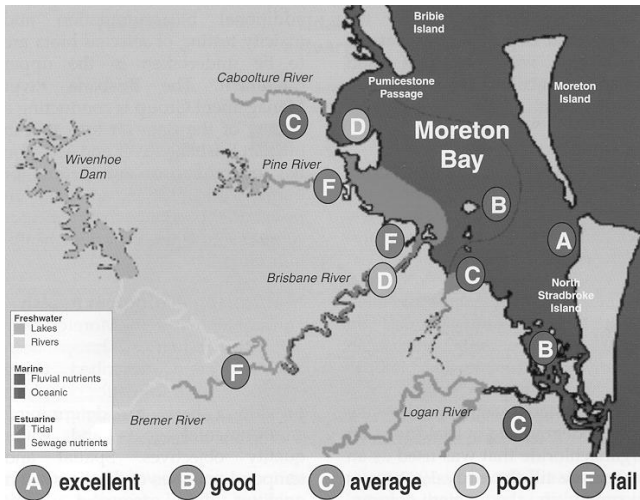 Bribie
Island
Caboolture River
Pumicestone
Passage
Moreton
Island
C
D
Moreton
Bay
Wivenhoe
Dam
Pine River
F
B
F
A
Brisbane River
D
C
North
Stradbroke
Island
Freshwater
Lakes
Rivers
Marine
Fluvial nutrients
Oceanic
Estuarine
Tidal
Sewage nutrients
B
F
Bremer River
Logan River
C
A excellent B good C average D poor F fail